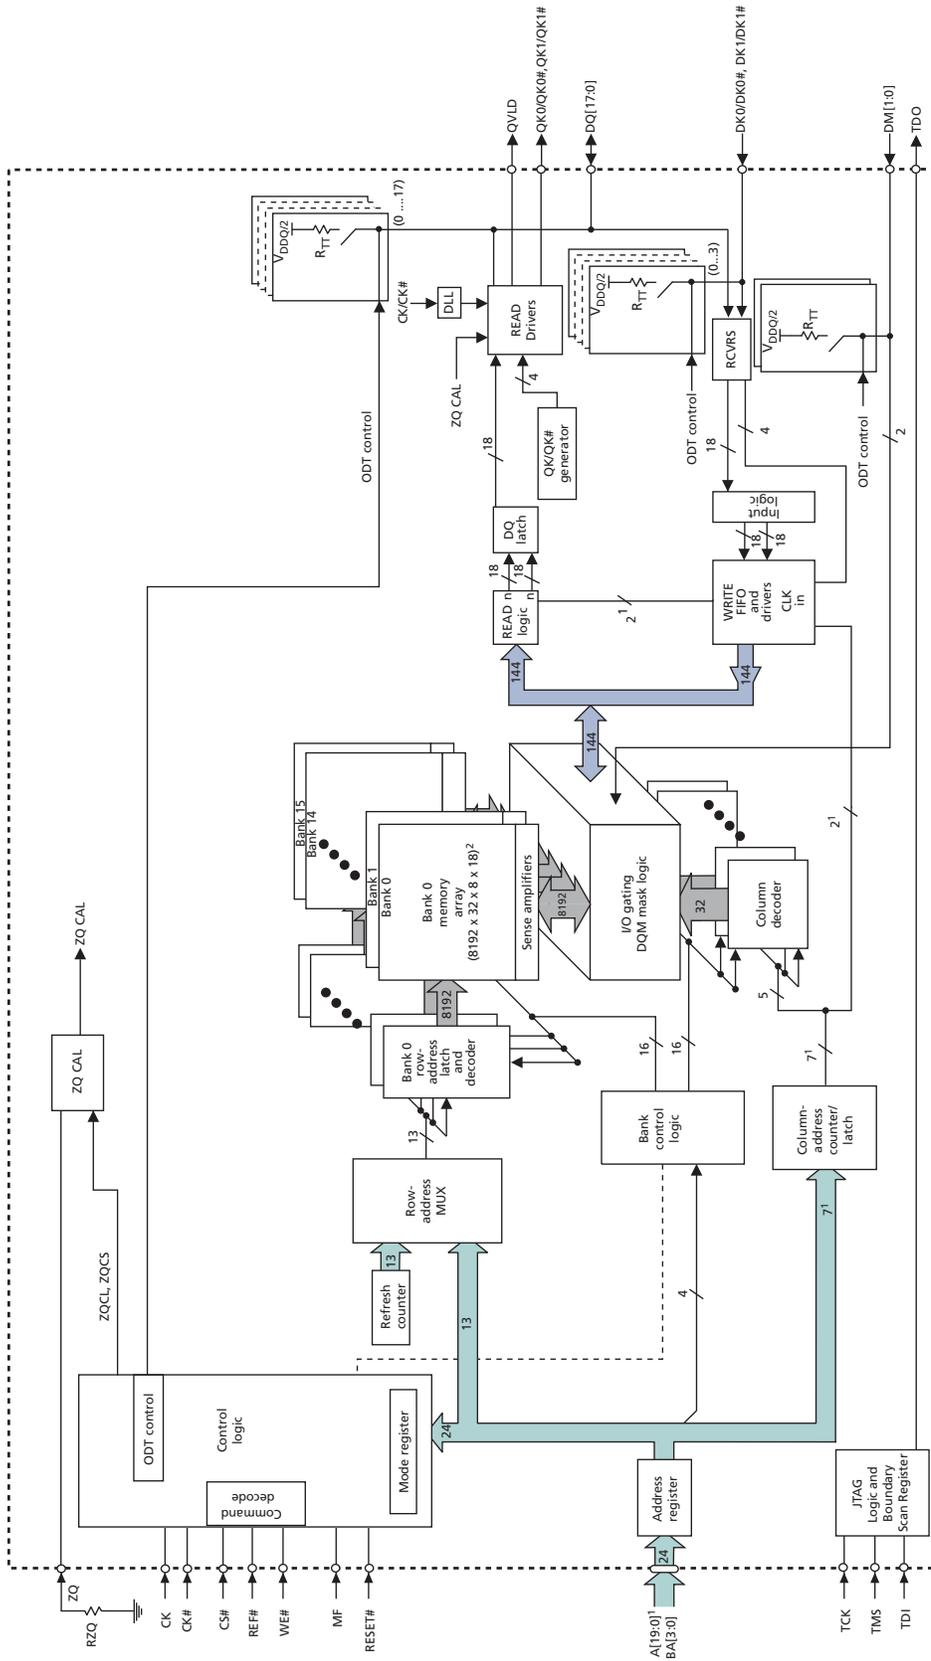 ZQ
RZQ
CK
CK#
CS#
REF#
WE#
MF
RESET#
A[19:0]¹
BA[3:0]
TCK
TMS
TDI
24
ODT control
Control
logic
Command
decode
Mode register
24
Address
register
JTAG
Logic and
Boundary
Scan Register
ZQCL, ZQCS
ZQ CAL
ZQ CAL
Refresh
counter
13
13
Row-
address
MUX
13
4
7¹
Bank
control
logic
16
16
Column-
address
counter/
latch
7¹
5
Bank 0
row-
address
latch
and
decoder
8192
Bank 15
Bank 14
Bank 1
Bank 0
Bank 0
memory
array
(8192 x 32 x 8 x 18)²
Sense amplifiers
8192
I/O gating
DQM mask logic
32
Column
decoder
2¹
144
144
144
READ n
logic n
18
18
DQ
latch
18
2¹
WRITE
FIFO
and
drivers
CLK
in
18
18
Input
logic
18
4
QK/QK#
generator
4
ZQ CAL
CK/CK#
DLL
READ
Drivers
ODT control
VDDQ/2
RTT
(0 ....17)
ODT control
VDDQ/2
RTT
(0...3)
RCVRS
ODT control
VDDQ/2
RTT
2
QVLD
QK0/QK0#,QK1/QK1#
DQ[17:0]
DK0/DK0#, DK1/DK1#
DM[1:0]
TDO